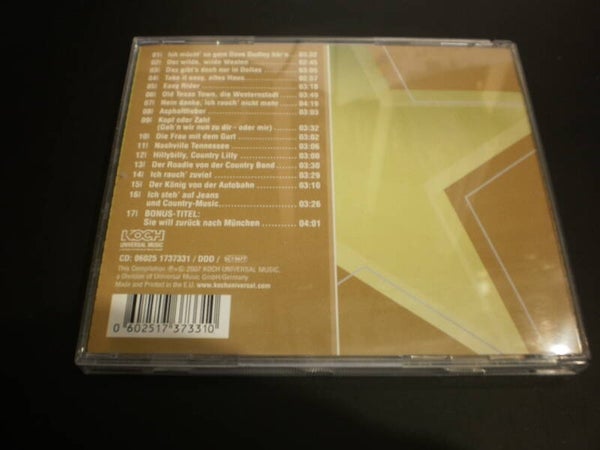 01| Ich möcht' so gern Dave Dudley hör'n 03:32
02| Der wilde, wilde Westen 02:45
03| Das gibt's doch nur in Dallas 03:05
04| Take it easy, altes Haus 02:57
05| Easy Rider 03:18
06| Old Texas Town, die Westernstadt 03:40
07| Nein danke, ich rauch' nicht mehr 04:19
08| Asphaltfieber 03:03
09| Kopf oder Zahl
(Geh'n wir nun zu dir – oder mir) 03:32
10| Die Frau mit dem Gurt 03:02
11| Nashville Tennessee 03:06
12| Hillybilly, Country Lilly 03:00
13| Der Roadie von der Country Band 03:30
14| Ich rauch' zuviel 03:29
15| Der König von der Autobahn 03:10
16| Ich steh' auf Jeans
und Country-Music 03:26
17| BONUS-TITEL:
Sie will zurück nach München 04:01
KOCH
UNIVERSAL MUSIC
CD: 06025 1737331 / DDD /
This Compilation ℗+© 2007 KOCH UNIVERSAL MUSIC,
a Division of Universal Music GmbH/Germany
Made and Printed in the E.U. www.kochuniversal.com
0 602517 373310